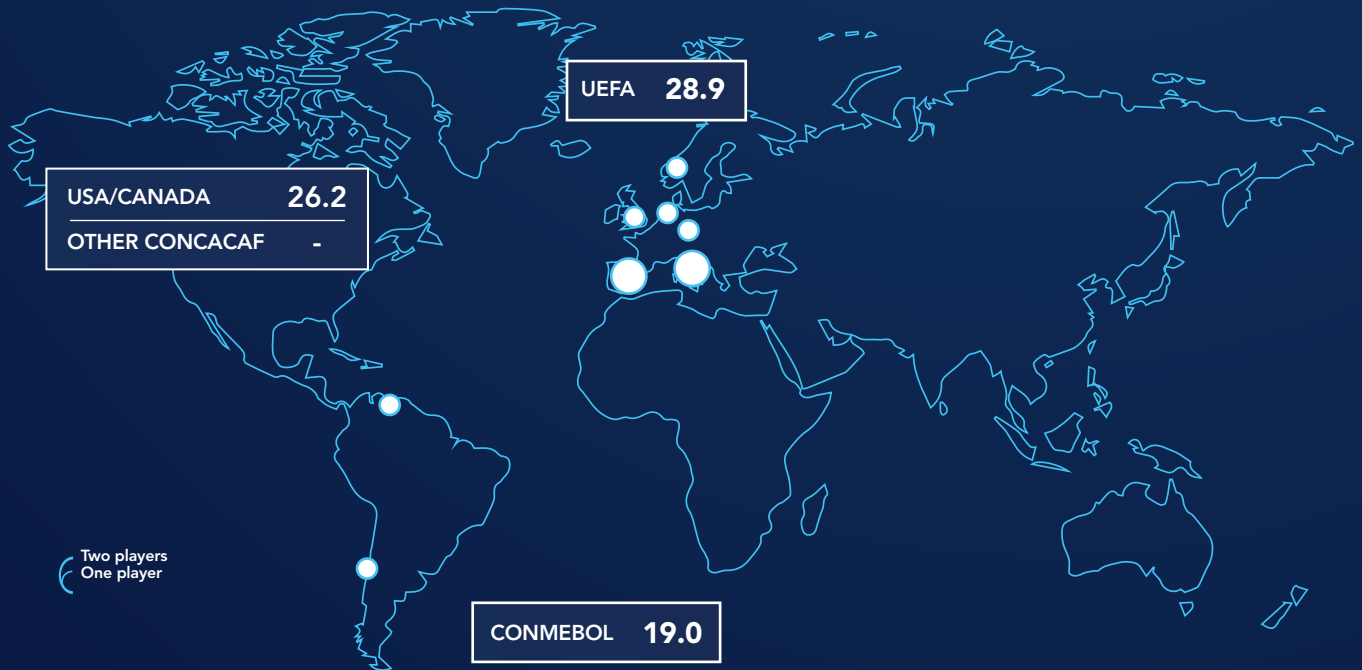 UEFA 28.9
USA/CANADA 26.2
OTHER CONCACAF -
Two players
One player
CONMEBOL 19.0